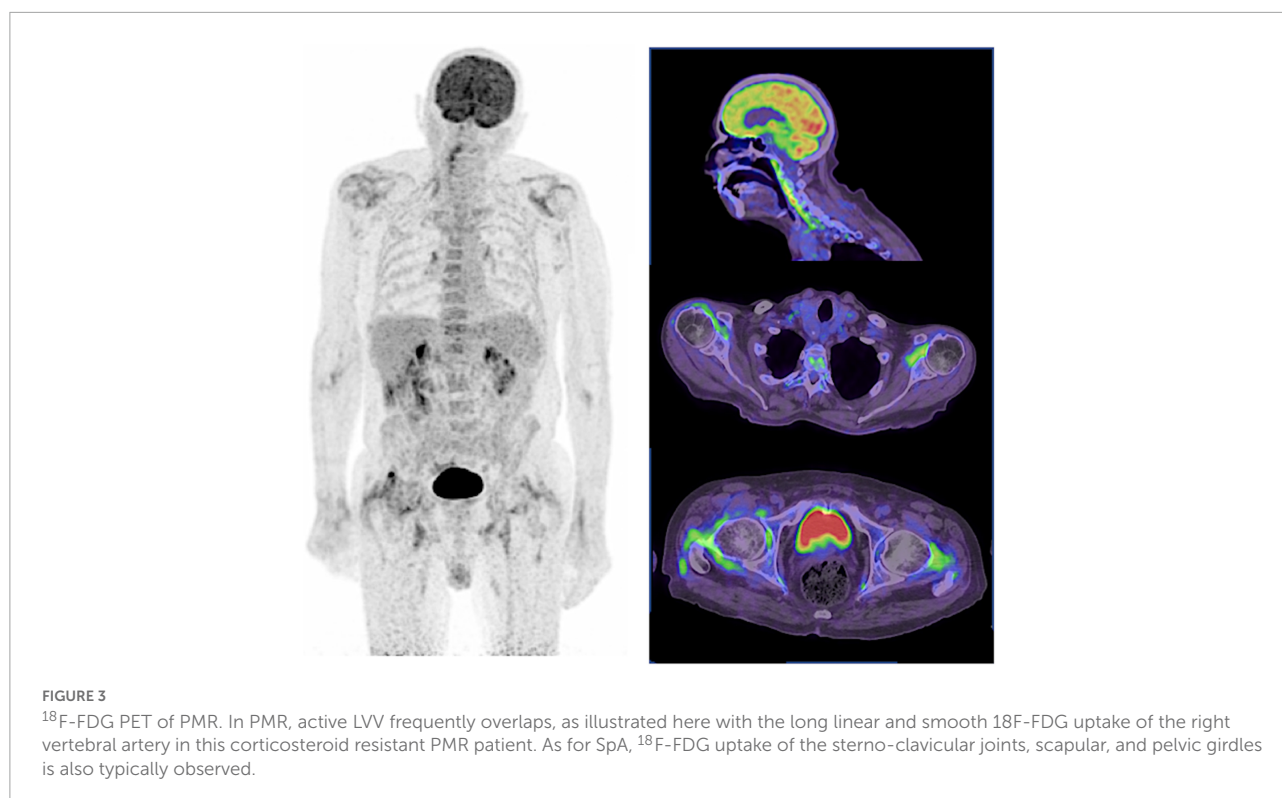 FIGURE 3
18F-FDG PET of PMR. In PMR, active LVV frequently overlaps, as illustrated here with the long linear and smooth 18F-FDG uptake of the right
vertebral artery in this corticosteroid resistant PMR patient. As for SpA, 18F-FDG uptake of the sterno-clavicular joints, scapular, and pelvic girdles
is also typically observed.